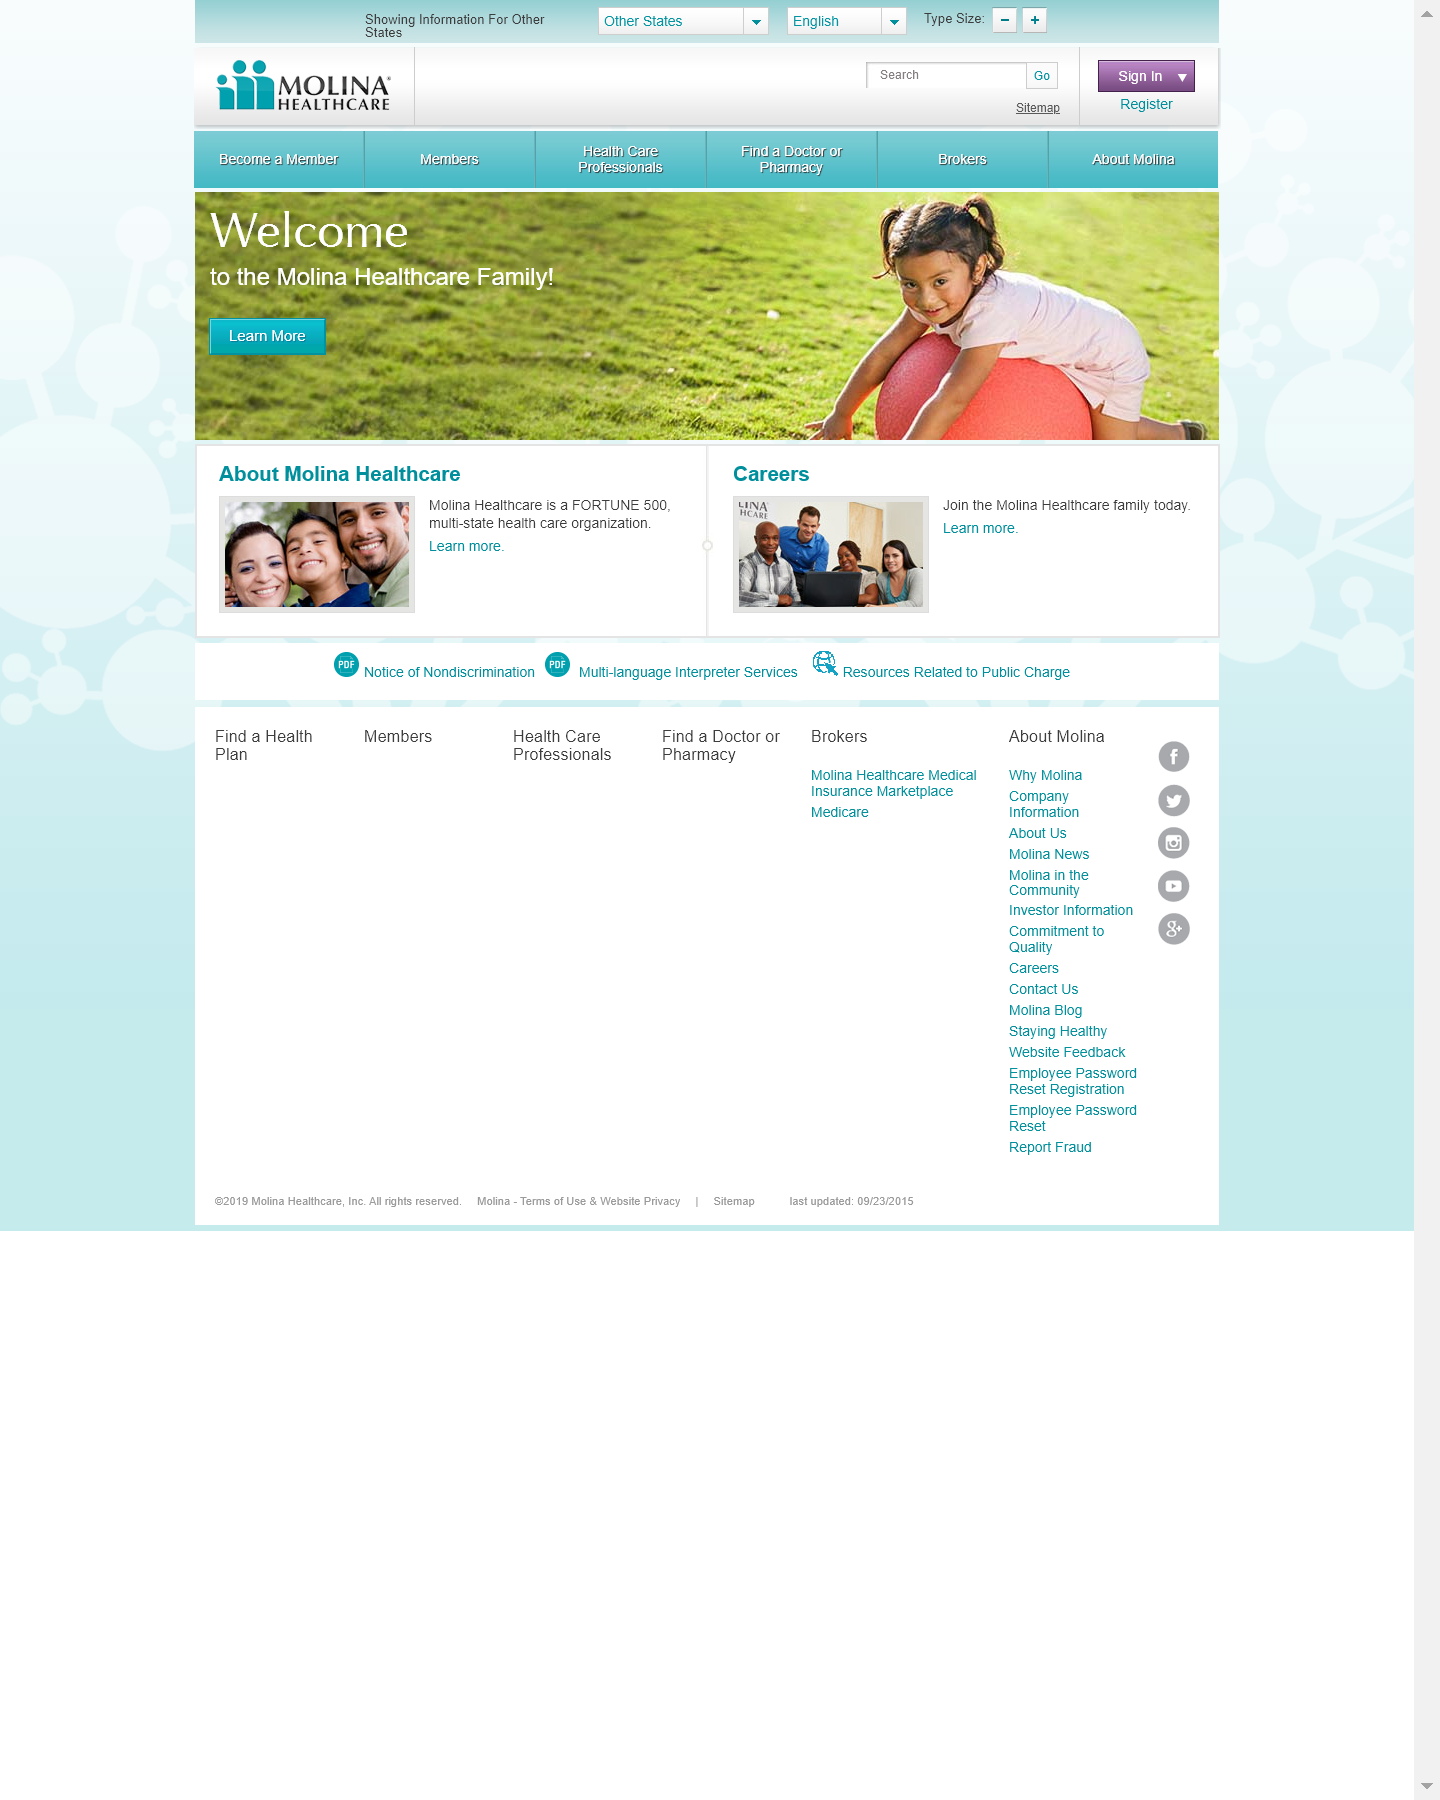 Showing Information For Other
States
Other States
English
Type Size:
MOLINA
HEALTHCARE
Search
Go
Sitemap
Sign In
Register
Become a Member
Members
Health Care
Professionals
Find a Doctor or
Pharmacy
Brokers
About Molina
Welcome
to the Molina Healthcare Family!
Learn More
About Molina Healthcare
Molina Healthcare is a FORTUNE 500,
multi-state health care organization.
Learn more.
Careers
LINA
HCARE
Join the Molina Healthcare family today.
Learn more.
PDF Notice of Nondiscrimination
PDF Multi-language Interpreter Services
Resources Related to Public Charge
Find a Health
Plan
Members
Health Care
Professionals
Find a Doctor or
Pharmacy
Brokers
Molina Healthcare Medical
Insurance Marketplace
Medicare
About Molina
Why Molina
Company
Information
About Us
Molina News
Molina in the
Community
Investor Information
Commitment to
Quality
Careers
Contact Us
Molina Blog
Staying Healthy
Website Feedback
Employee Password
Reset Registration
Employee Password
Reset
Report Fraud
©2019 Molina Healthcare, Inc. All rights reserved. Molina - Terms of Use & Website Privacy | Sitemap last updated: 09/23/2015